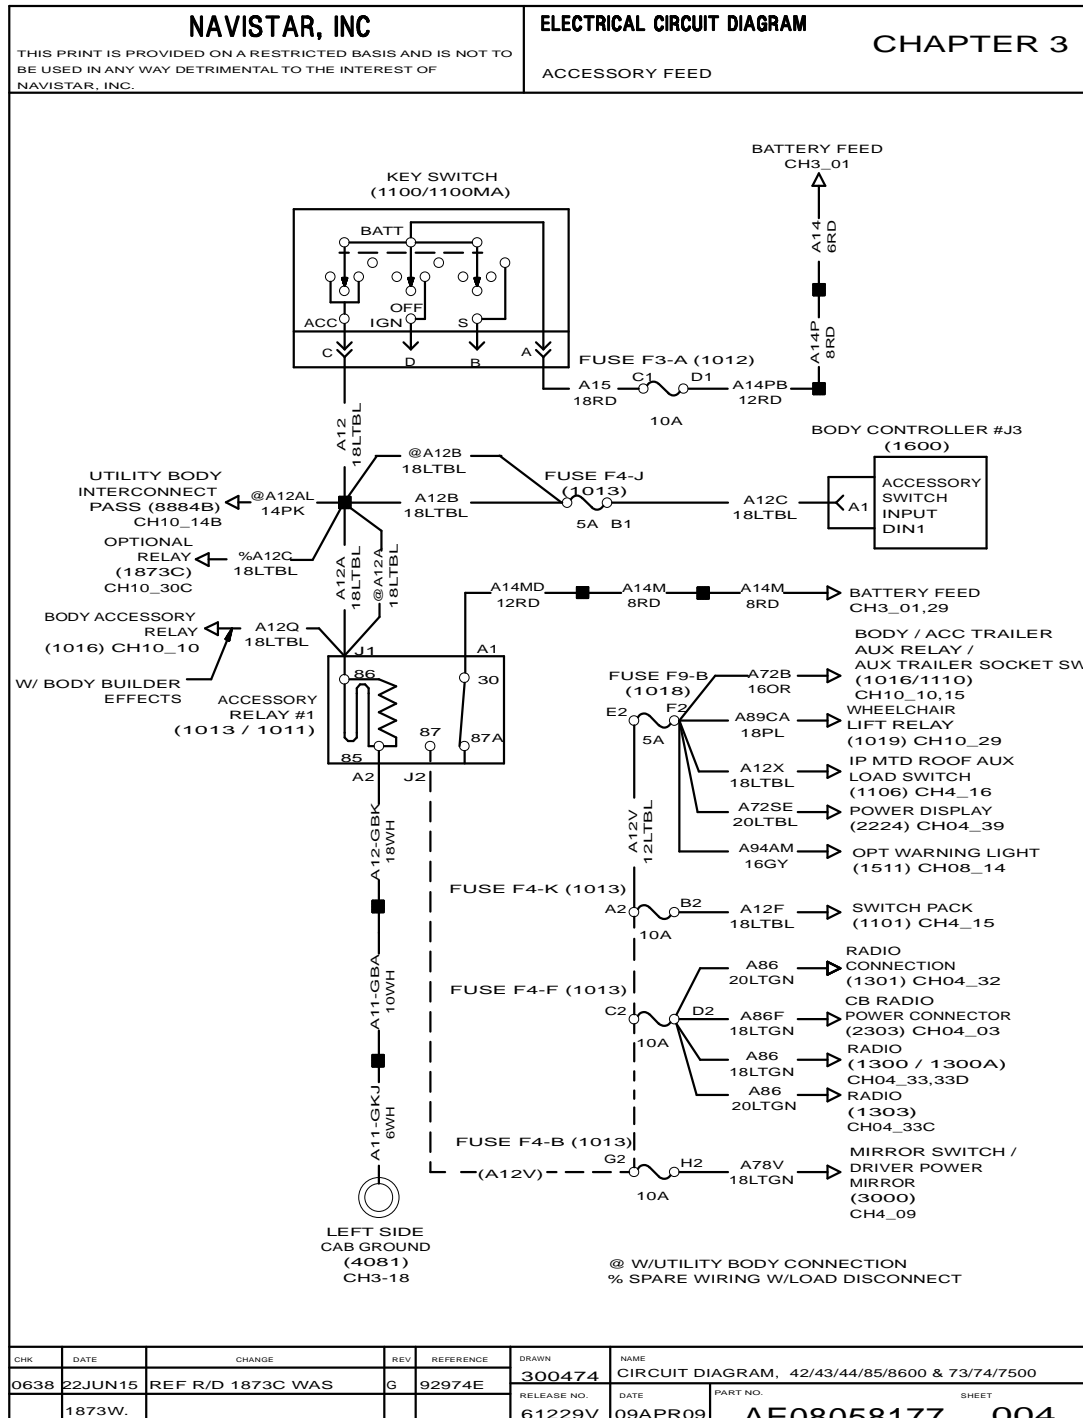 NAVISTAR, INC
THIS PRINT IS PROVIDED ON A RESTRICTED BASIS AND IS NOT TO
BE USED IN ANY WAY DETRIMENTAL TO THE INTEREST OF
NAVISTAR, INC.
ELECTRICAL CIRCUIT DIAGRAM
ACCESSORY FEED
CHAPTER 3
BATTERY FEED
CH3_01
A14
6RD
A14P
8RD
KEY SWITCH
(1100/1100MA)
BATT
OFF
ACC
IGN
S
C
D
B
A
FUSE F3-A (1012)
A15
18RD
C1
D1
10A
A14PB
12RD
A12
18LTBL
BODY CONTROLLER #J3
(1600)
ACCESSORY
SWITCH
INPUT
DIN1
A1
@A12B
18LTBL
A12B
18LTBL
FUSE F4-J
(1013)
5A
B1
A12C
18LTBL
UTILITY BODY
INTERCONNECT
PASS (8884B)
CH10_14B
@A12AL
14PK
OPTIONAL
RELAY
(1873C)
CH10_30C
%A12C
18LTBL
A12A
18LTBL
@A12A
18LTBL
BODY ACCESSORY
RELAY
(1016) CH10_10
A12Q
18LTBL
W/ BODY BUILDER
EFFECTS
ACCESSORY
RELAY #1
(1013 / 1011)
J1
A1
86
30
87
87A
85
A2
J2
A14MD
12RD
A14M
8RD
A14M
8RD
BATTERY FEED
CH3_01,29
FUSE F9-B
(1018)
E2
F2
5A
A72B
16OR
BODY / ACC TRAILER
AUX RELAY /
AUX TRAILER SOCKET SW
(1016/1110)
CH10_10,15
A89CA
18PL
WHEELCHAIR
LIFT RELAY
(1019) CH10_29
A12X
18LTBL
IP MTD ROOF AUX
LOAD SWITCH
(1106) CH4_16
A72SE
20LTBL
POWER DISPLAY
(2224) CH04_39
A94AM
16GY
OPT WARNING LIGHT
(1511) CH08_14
A12V
12LTBL
A12-GBK
18WH
A11-GBA
10WH
A11-GKJ
6WH
FUSE F4-K (1013)
A2
B2
10A
A12F
18LTBL
SWITCH PACK
(1101) CH4_15
FUSE F4-F (1013)
C2
D2
10A
A86
20LTGN
RADIO
CONNECTION
(1301) CH04_32
A86F
18LTGN
CB RADIO
POWER CONNECTOR
(2303) CH04_03
A86
18LTGN
RADIO
(1300 / 1300A)
CH04_33,33D
A86
20LTGN
RADIO
(1303)
CH04_33C
FUSE F4-B (1013)
(A12V)
G2
H2
10A
A78V
18LTGN
MIRROR SWITCH /
DRIVER POWER
MIRROR
(3000)
CH4_09
LEFT SIDE
CAB GROUND
(4081)
CH3-18
@ W/UTILITY BODY CONNECTION
% SPARE WIRING W/LOAD DISCONNECT
CHK DATE CHANGE REV REFERENCE
0638 22JUN15 REF R/D 1873C WAS G 92974E
1873W.
DRAWN
300474
NAME
CIRCUIT DIAGRAM, 42/43/44/85/8600 & 73/74/7500
RELEASE NO.
61229V
DATE
09APR09
PART NO.
AE08058177
SHEET
004